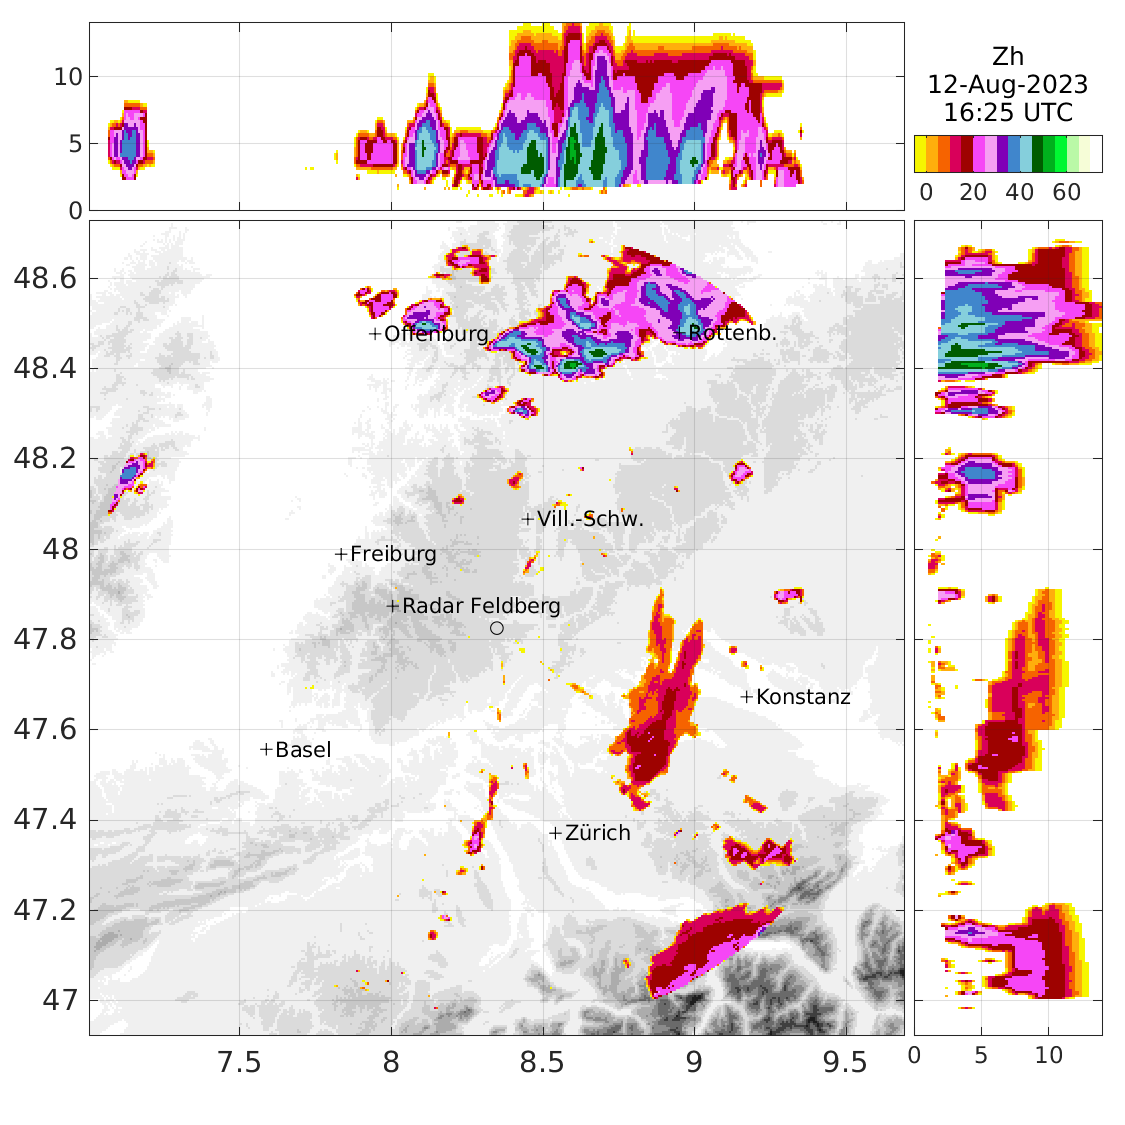 10
5
0
Zh
12-Aug-2023
16:25 UTC
0 20 40 60
48.6
48.4
48.2
48
47.8
47.6
47.4
47.2
47
Offenburg
Rottenb.
Vill.-Schw.
Freiburg
Radar Feldberg
Konstanz
Basel
Zürich
7.5 8 8.5 9 9.5
0 5 10